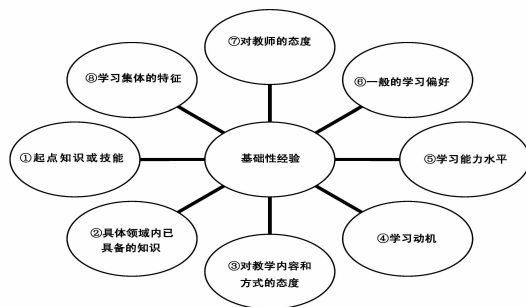 ⑦对教师的态度
⑧学习集体的特征
⑥一般的学习偏好
①起点知识或技能
基础性经验
⑤学习能力水平
②具体领域内已
具备的知识
④学习动机
③对教学内容和
方式的态度